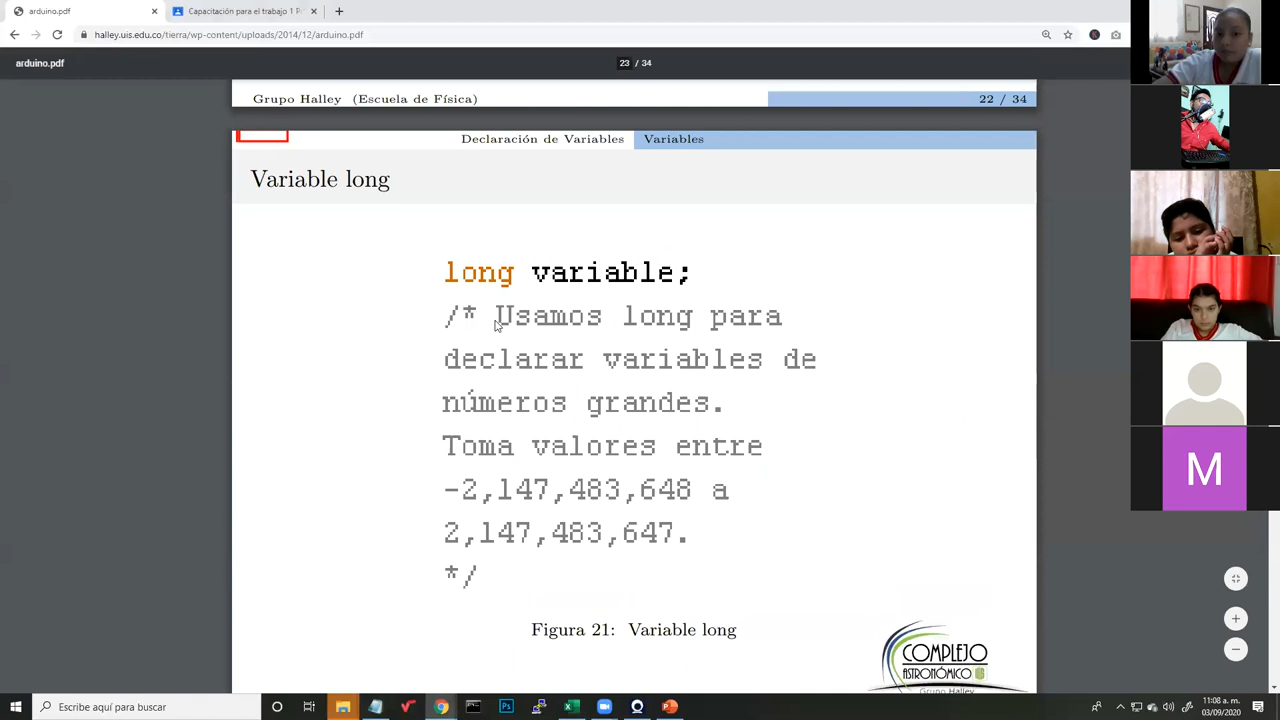 arduino.pdf
Capacitación para el trabajo 1 P
halley.uis.edu.co/tierra/wp-content/uploads/2014/12/arduino.pdf
arduino.pdf
23 / 34
Grupo Halley (Escuela de Física)
22 / 34
Declaración de Variables
Variables
Variable long
long variable;
/* Usamos long para
declarar variables de
números grandes.
Toma valores entre
-2,147,483,648 a
2,147,483,647.
*/
Figura 21: Variable long
COMPLEJO
ASTRONÓMICO
Grupo Halley
M
Escribe aquí para buscar
11:08 a. m.
03/09/2020